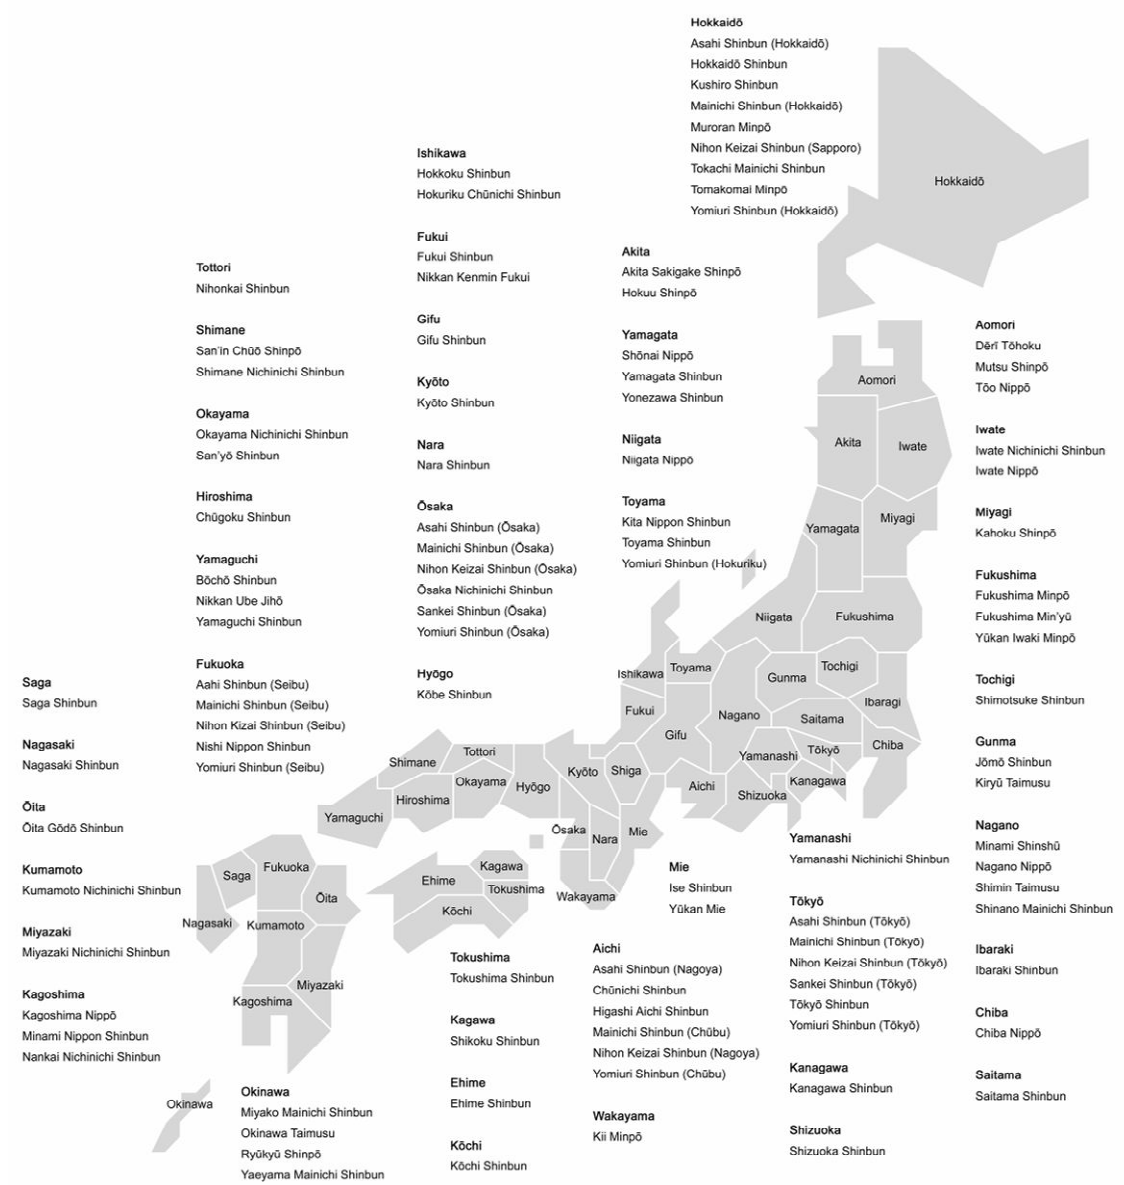 Hokkaidō
Asahi Shinbun (Hokkaidō)
Hokkaidō Shinbun
Kushiro Shinbun
Mainichi Shinbun (Hokkaidō)
Muroran Minpō
Nihon Keizai Shinbun (Sapporo)
Tokachi Mainichi Shinbun
Tomakomai Minpō
Yomiuri Shinbun (Hokkaidō)
Ishikawa
Hokkoku Shinbun
Hokuriku Chūnichi Shinbun
Fukui
Fukui Shinbun
Nikkan Kenmin Fukui
Gifu
Gifu Shinbun
Kyōto
Kyōto Shinbun
Nara
Nara Shinbun
Ōsaka
Asahi Shinbun (Ōsaka)
Mainichi Shinbun (Ōsaka)
Nihon Keizai Shinbun (Ōsaka)
Ōsaka Nichinichi Shinbun
Sankei Shinbun (Ōsaka)
Yomiuri Shinbun (Ōsaka)
Hyōgo
Kōbe Shinbun
Akita
Akita Sakigake Shinpō
Hokuu Shinpō
Yamagata
Shōnai Nippō
Yamagata Shinbun
Yonezawa Shinbun
Niigata
Niigata Nippō
Toyama
Kita Nippon Shinbun
Toyama Shinbun
Yomiuri Shinbun (Hokuriku)
Tottori
Nihonkai Shinbun
Shimane
San'in Chūō Shinpō
Shimane Nichinichi Shinbun
Okayama
Okayama Nichinichi Shinbun
San'yō Shinbun
Hiroshima
Chūgoku Shinbun
Yamaguchi
Bōchō Shinbun
Nikkan Ube Jihō
Yamaguchi Shinbun
Fukuoka
Aahi Shinbun (Seibu)
Mainichi Shinbun (Seibu)
Nihon Kizai Shinbun (Seibu)
Nishi Nippon Shinbun
Yomiuri Shinbun (Seibu)
Saga
Saga Shinbun
Nagasaki
Nagasaki Shinbun
Ōita
Ōita Gōdō Shinbun
Kumamoto
Kumamoto Nichinichi Shinbun
Miyazaki
Miyazaki Nichinichi Shinbun
Kagoshima
Kagoshima Nippō
Minami Nippon Shinbun
Nankai Nichinichi Shinbun
Okinawa
Miyako Mainichi Shinbun
Okinawa Taimusu
Ryūkyū Shinpō
Yaeyama Mainichi Shinbun
Tokushima
Tokushima Shinbun
Kagawa
Shikoku Shinbun
Ehime
Ehime Shinbun
Kōchi
Kōchi Shinbun
Mie
Ise Shinbun
Yūkan Mie
Aichi
Asahi Shinbun (Nagoya)
Chūnichi Shinbun
Higashi Aichi Shinbun
Mainichi Shinbun (Chūbu)
Nihon Keizai Shinbun (Nagoya)
Yomiuri Shinbun (Chūbu)
Wakayama
Kii Minpō
Yamanashi
Yamanashi Nichinichi Shinbun
Tōkyō
Asahi Shinbun (Tōkyō)
Mainichi Shinbun (Tōkyō)
Nihon Keizai Shinbun (Tōkyō)
Sankei Shinbun (Tōkyō)
Tōkyō Shinbun
Yomiuri Shinbun (Tōkyō)
Kanagawa
Kanagawa Shinbun
Shizuoka
Shizuoka Shinbun
Aomori
Dērī Tōhoku
Mutsu Shinpō
Tōo Nippō
Iwate
Iwate Nichinichi Shinbun
Iwate Nippō
Miyagi
Kahoku Shinpō
Fukushima
Fukushima Minpō
Fukushima Min'yū
Yūkan Iwaki Minpō
Tochigi
Shimotsuke Shinbun
Gunma
Jōmō Shinbun
Kiryū Taimusu
Nagano
Minami Shinshū
Nagano Nippō
Shimin Taimusu
Shinano Mainichi Shinbun
Ibaraki
Ibaraki Shinbun
Chiba
Chiba Nippō
Saitama
Saitama Shinbun
Hokkaidō
Aomori
Akita
Iwate
Yamagata
Miyagi
Niigata
Fukushima
Ishikawa
Toyama
Gunma
Tochigi
Fukui
Nagano
Ibaragi
Saitama
Gifu
Yamanashi
Tōkyō
Chiba
Shimane
Tottori
Kyōto
Shiga
Kanagawa
Okayama
Hyōgo
Aichi
Shizuoka
Hiroshima
Yamaguchi
Ōsaka
Nara
Mie
Saga
Fukuoka
Kagawa
Ehime
Tokushima
Ōita
Wakayama
Kōchi
Nagasaki
Kumamoto
Miyazaki
Kagoshima
Okinawa